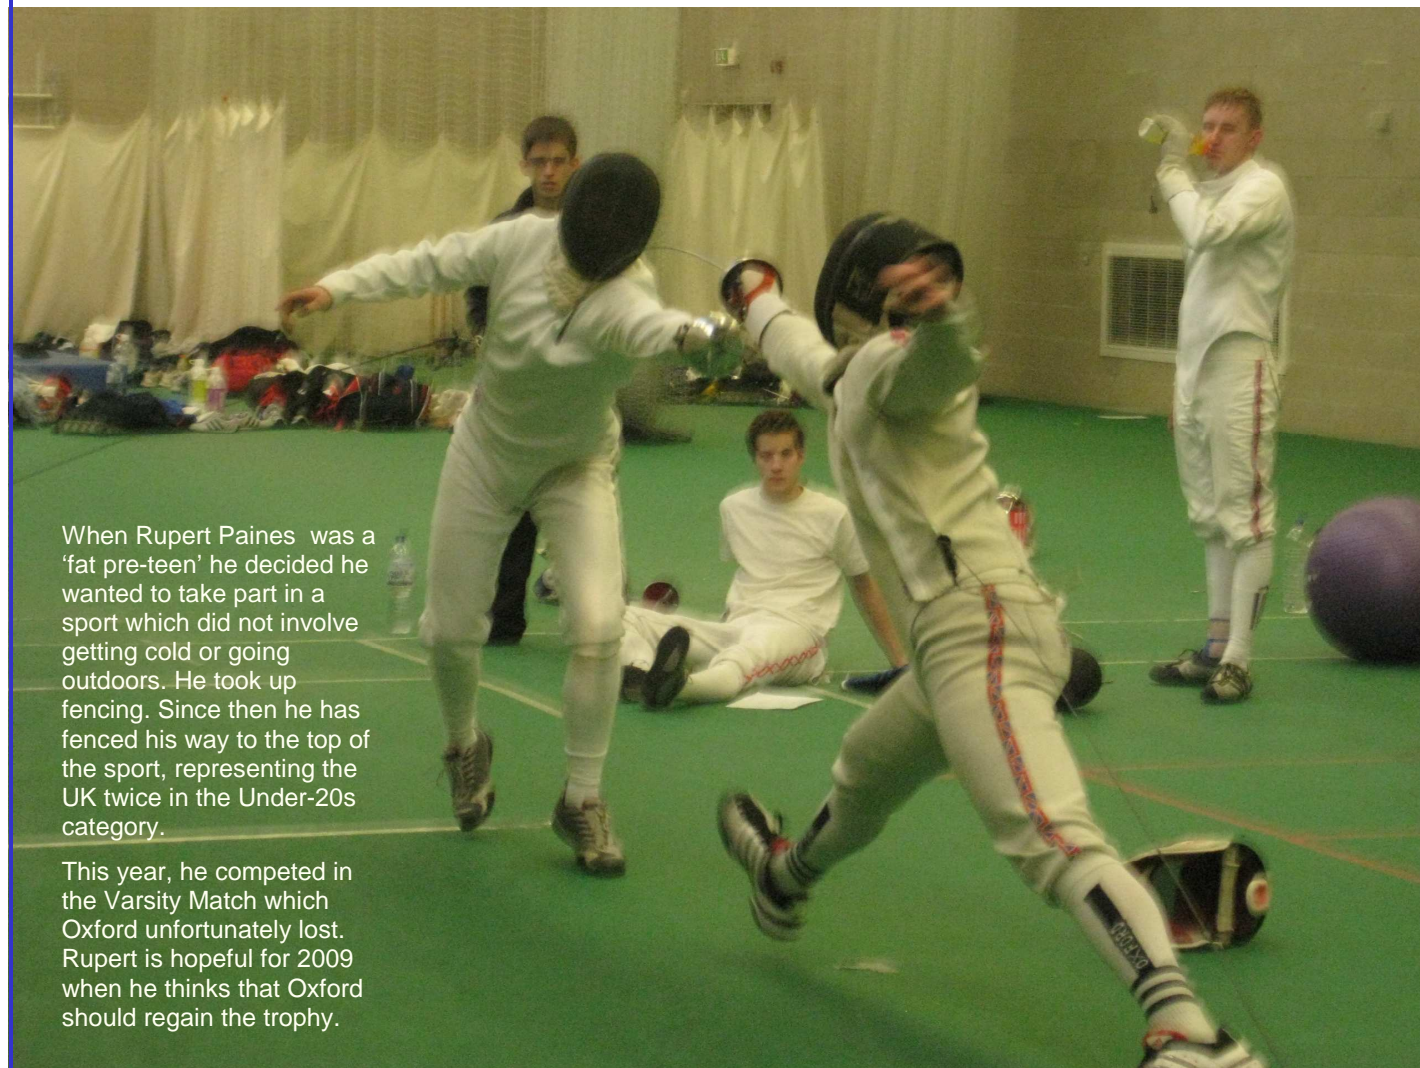 When Rupert Paines  was a
‘fat pre-teen’ he decided he
wanted to take part in a
sport which did not involve
getting cold or going
outdoors. He took up
fencing. Since then he has
fenced his way to the top of
the sport, representing the
UK twice in the Under-20s
category.
This year, he competed in
the Varsity Match which
Oxford unfortunately lost.
Rupert is hopeful for 2009
when he thinks that Oxford
should regain the trophy.
OXFORD